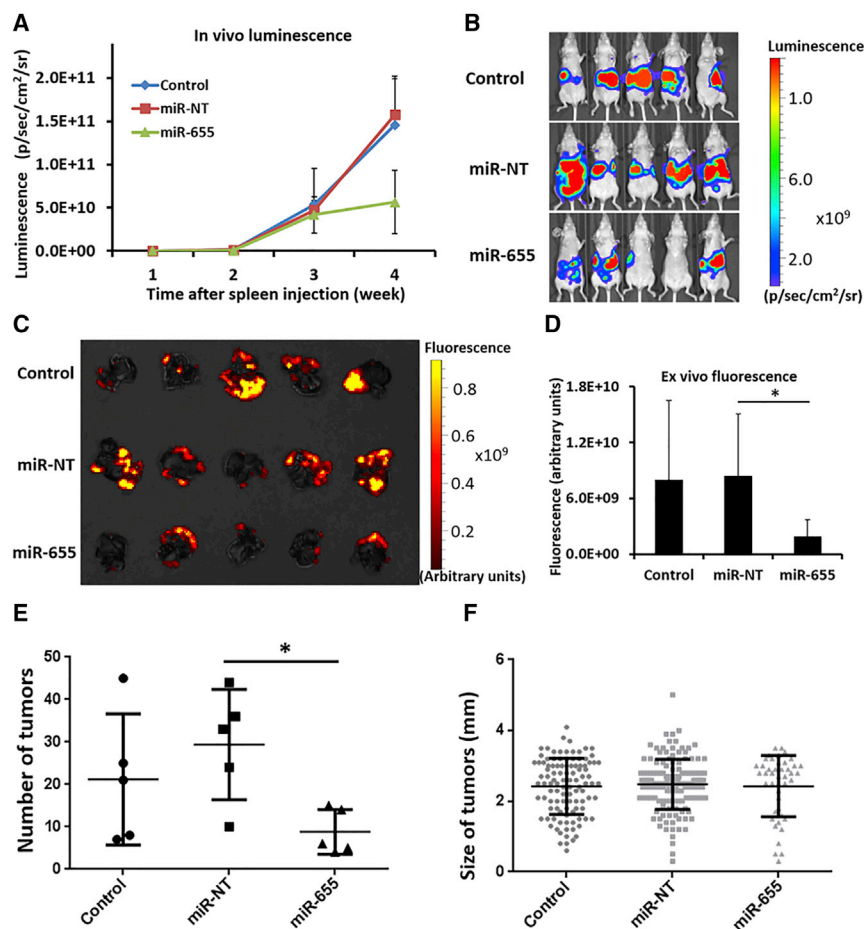 A
In vivo luminescence
Luminescence (p/sec/cm²/sr)
2.0E+11
1.5E+11
1.0E+11
5.0E+10
0.0E+00
Control
miR-NT
miR-655
1 2 3 4
Time after spleen injection (week)
B
Control
miR-NT
miR-655
Luminescence
1.0
6.0
x10⁹
2.0
(p/sec/cm²/sr)
C
Control
miR-NT
miR-655
Fluorescence
0.8
0.6
x10⁹
0.4
0.2
(Arbitrary units)
D
Ex vivo fluorescence
Fluorescence (arbitrary units)
1.8E+10
1.2E+10
6.0E+09
0.0E+00
*
Control miR-NT miR-655
E
Number of tumors
50
40
30
20
10
0
*
Control miR-NT miR-655
F
Size of tumors (mm)
6
4
2
0
Control miR-NT miR-655